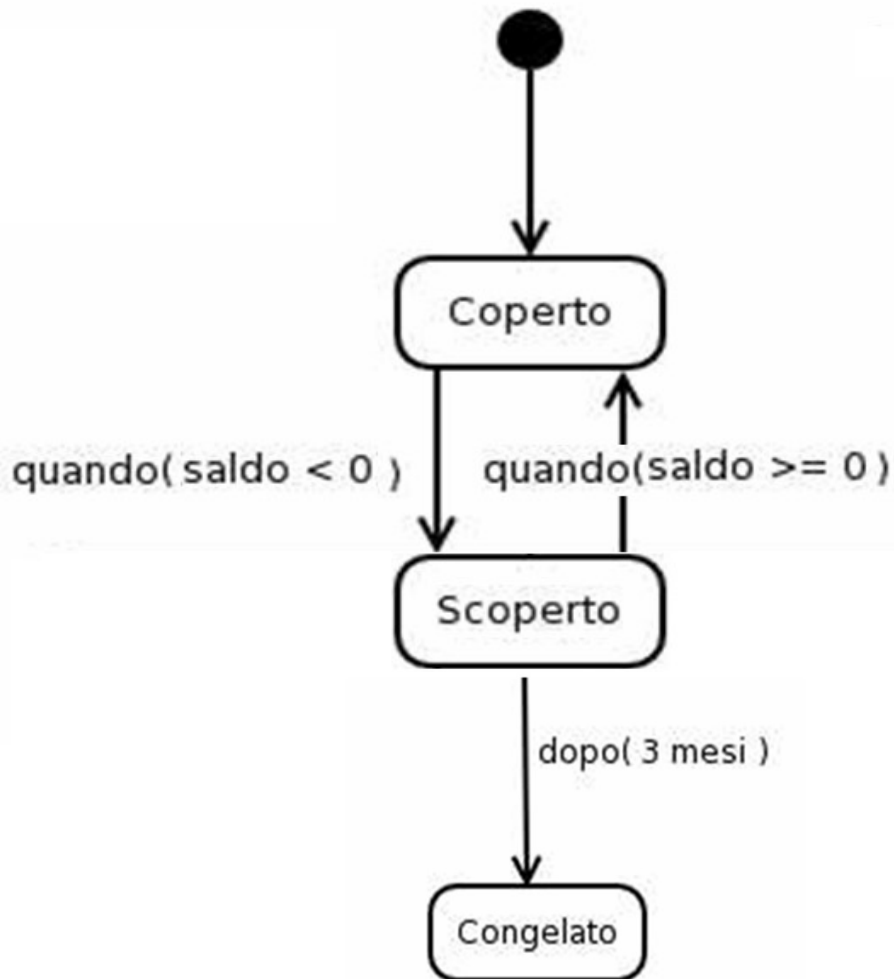 Coperto
quando( saldo < 0 )
quando(saldo >= 0 )
Scoperto
dopo( 3 mesi )
Congelato